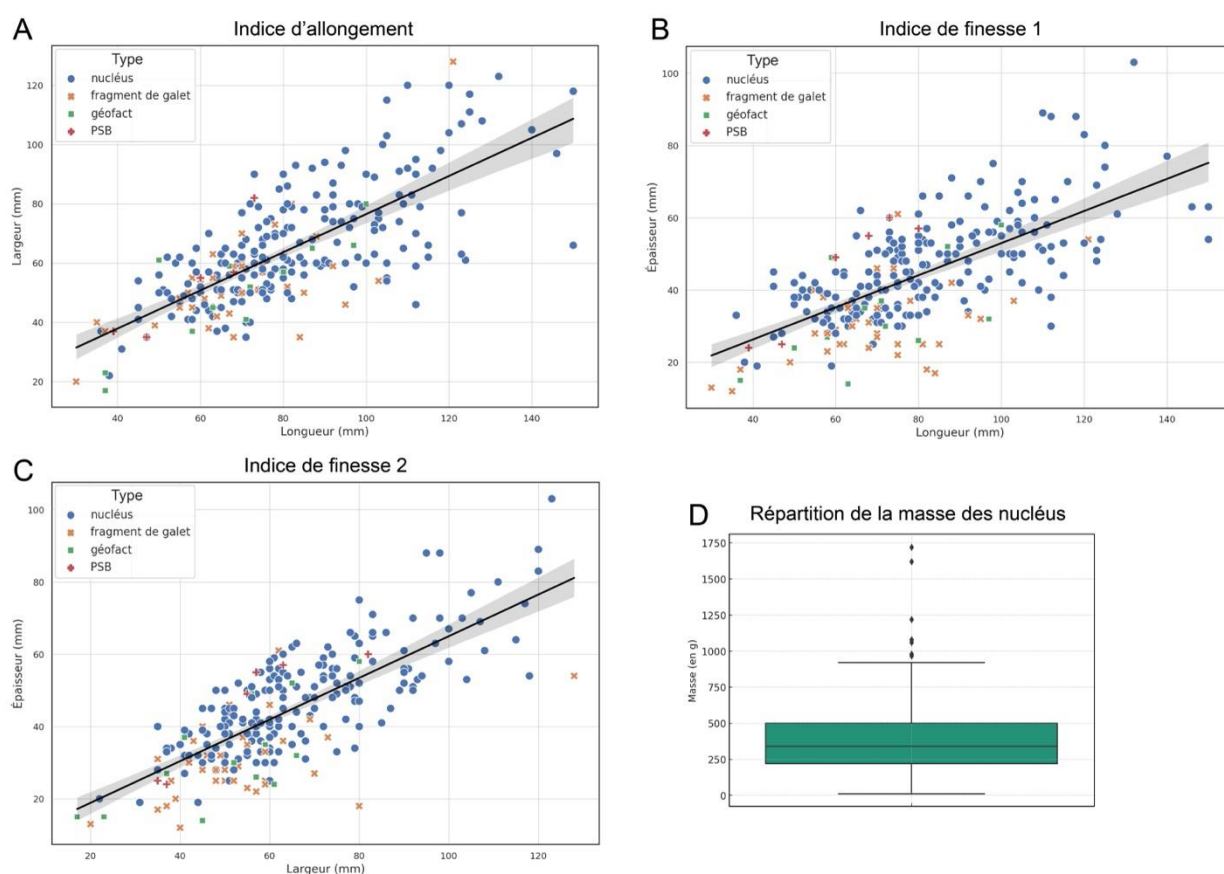 A
Indice d'allongement
Type
nucléus
fragment de galet
géofact
PSB
120
100
80
60
40
20
Largeur (mm)
40
60
80
100
120
140
Longueur (mm)
B
Indice de finesse 1
Type
nucléus
fragment de galet
géofact
PSB
100
80
60
40
20
Épaisseur (mm)
40
60
80
100
120
140
Longueur (mm)
C
Indice de finesse 2
Type
nucléus
fragment de galet
géofact
PSB
100
80
60
40
20
Épaisseur (mm)
20
40
60
80
100
120
Largeur (mm)
D
Répartition de la masse des nucléus
1750
1500
1250
1000
750
500
250
0
Masse (en g)